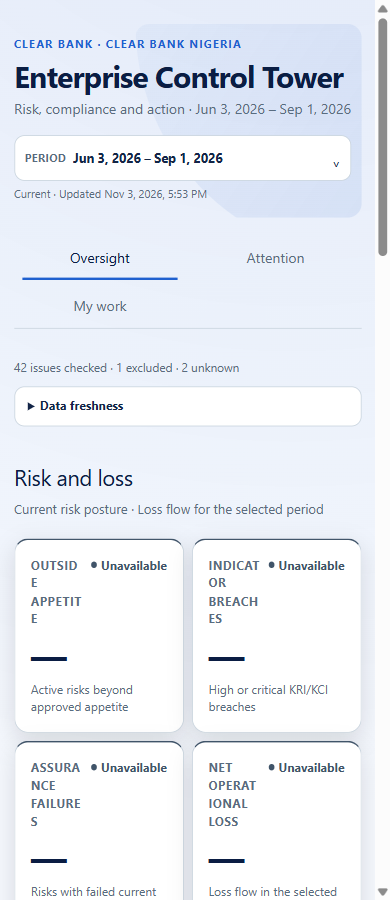 CLEAR BANK · CLEAR BANK NIGERIA
Enterprise Control Tower
Risk, compliance and action · Jun 3, 2026 – Sep 1, 2026
PERIOD Jun 3, 2026 – Sep 1, 2026 v
Current · Updated Nov 3, 2026, 5:53 PM
Oversight Attention
My work
42 issues checked · 1 excluded · 2 unknown
▶ Data freshness
Risk and loss
Current risk posture · Loss flow for the selected period
OUTSID
E
APPETIT
E
● Unavailable
—
Active risks beyond
approved appetite
INDICAT
OR
BREACH
ES
● Unavailable
—
High or critical KRI/KCI
breaches
ASSURA
NCE
FAILURE
S
● Unavailable
—
Risks with failed current
NET
OPERAT
IONAL
LOSS
● Unavailable
—
Loss flow in the selected